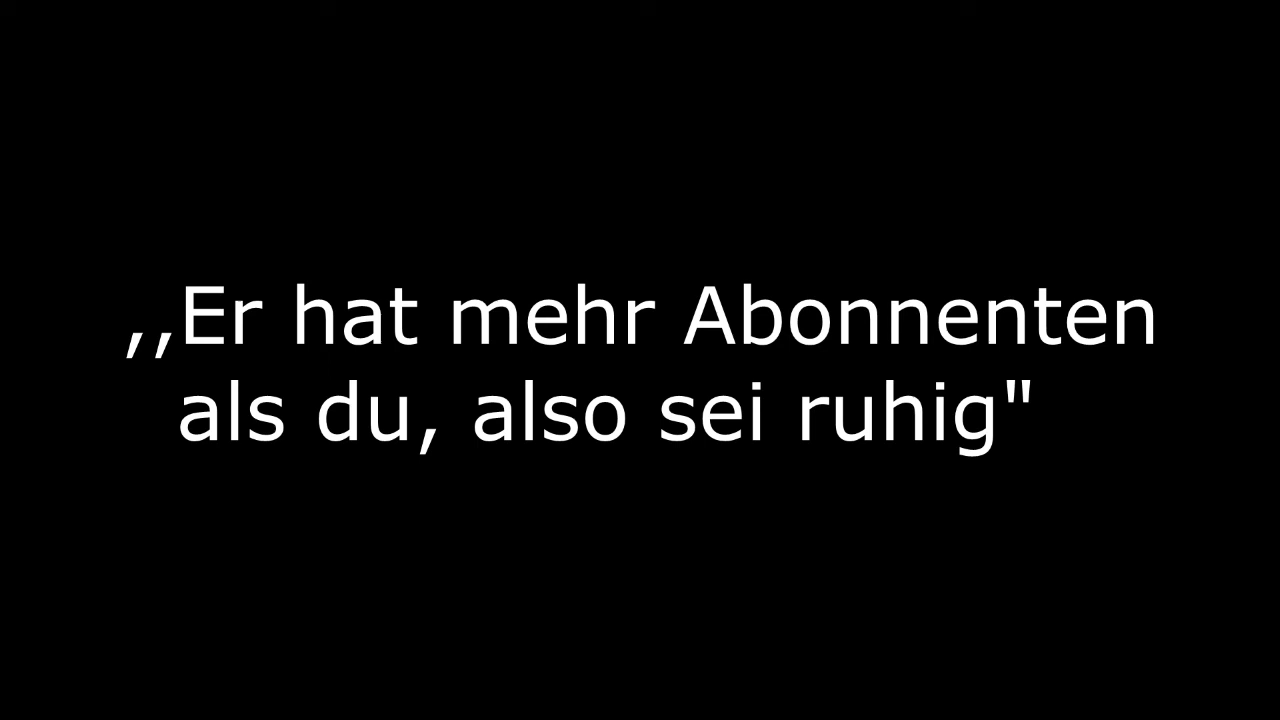 ,,Er hat mehr Abonnenten
als du, also sei ruhig"